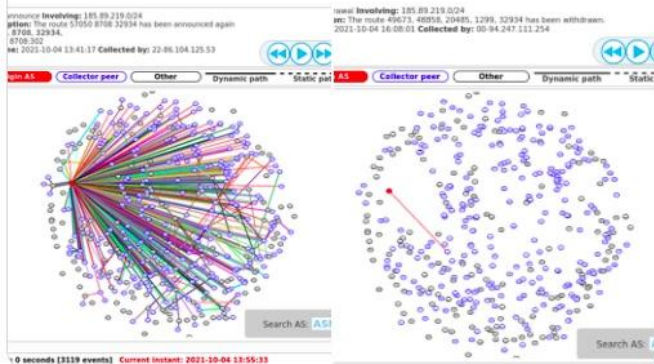 announce Involving: 185.89.219.0/24
ption: The route 57050 8708 32934 has been announced again
8708, 32934,
8708:302
ne: 2021-10-04 13:41:17 Collected by: 22-86.104.125.53
gin AS
Collector peer
Other
Dynamic path
Static pat
Search AS: AS
0 seconds [3119 events] Current instant: 2021-10-04 13:55:33
rawal Involving: 185.89.219.0/24
on: The route 49673, 48858, 20485, 1299, 32934 has been withdrawn.
2021-10-04 16:08:01 Collected by: 00-94.247.111.254
AS
Collector peer
Other
Dynamic path
Static
Search AS: